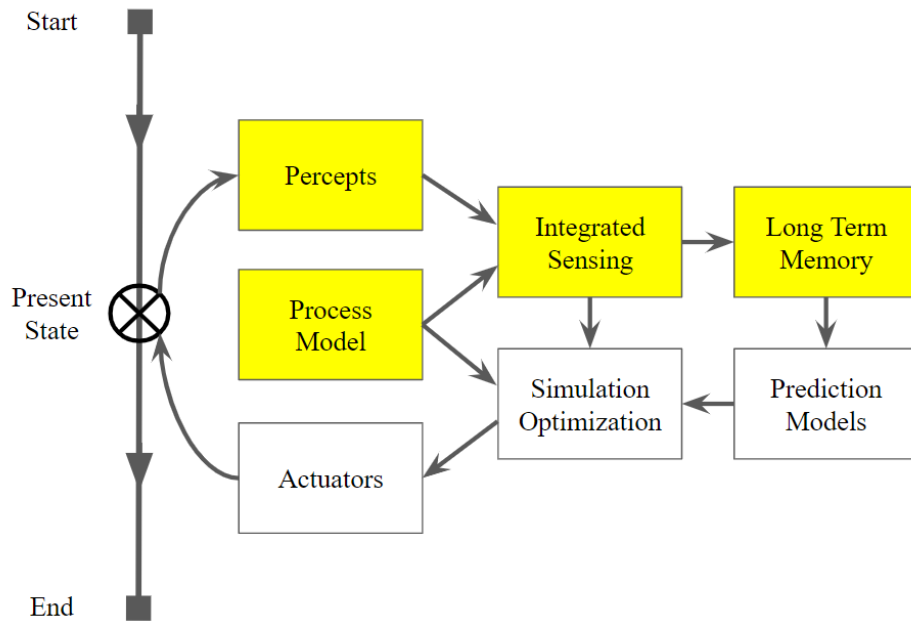 Start
Percepts
Integrated
Sensing
Long Term
Memory
Present
State
Process
Model
Simulation
Optimization
Prediction
Models
Actuators
End